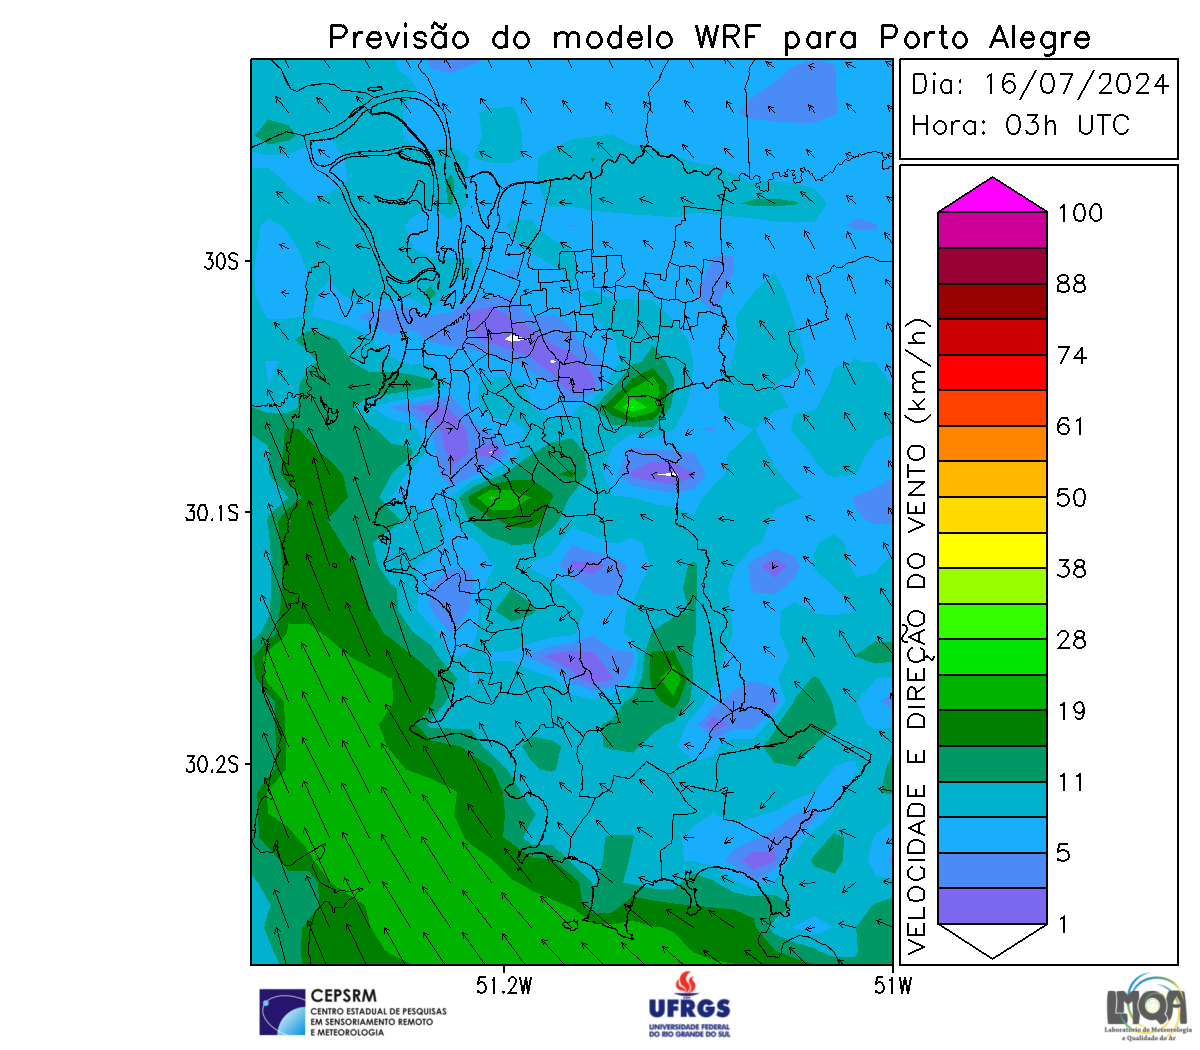 Previsão do modelo WRF para Porto Alegre
Dia: 16/07/2024
Hora: 03h UTC
30S
30.1S
30.2S
51.2W
51W
VELOCIDADE E DIREÇÃO DO VENTO (km/h)
100
88
74
61
50
38
28
19
11
5
1
CEPSRM
CENTRO ESTADUAL DE PESQUISAS
EM SENSORIAMENTO REMOTO
E METEOROLOGIA
UFRGS
UNIVERSIDADE FEDERAL
DO RIO GRANDE DO SUL
LMQA
Laboratório de Meteorologia
e Qualidade do Ar